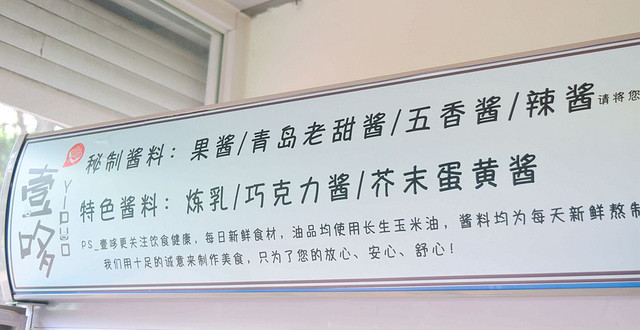 秘制酱料：果酱/青岛老甜酱/五香酱/辣酱 请将您
特色酱料：炼乳/巧克力酱/芥末蛋黄酱
PS_壹哆更关注饮食健康，每日新鲜食材，油品均使用长生玉米油，酱料均为每天新鲜熬制
我们用十足的诚意来制作美食，只为了您的放心、安心、舒心！
壹哆
YIDUO